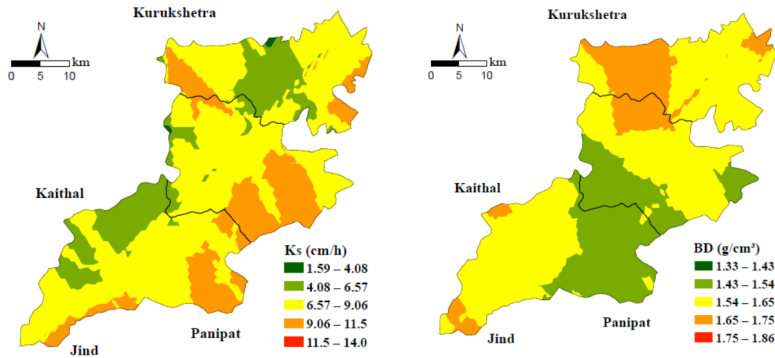 Kurukshetra
N
0 5 10 km
Kaithal
Ks (cm/h)
1.59 – 4.08
4.08 – 6.57
6.57 – 9.06
9.06 – 11.5
11.5 – 14.0
Panipat
Jind
Kurukshetra
N
0 5 10 km
Kaithal
BD (g/cm³)
1.33 – 1.43
1.43 – 1.54
1.54 – 1.65
1.65 – 1.75
1.75 – 1.86
Panipat
Jind